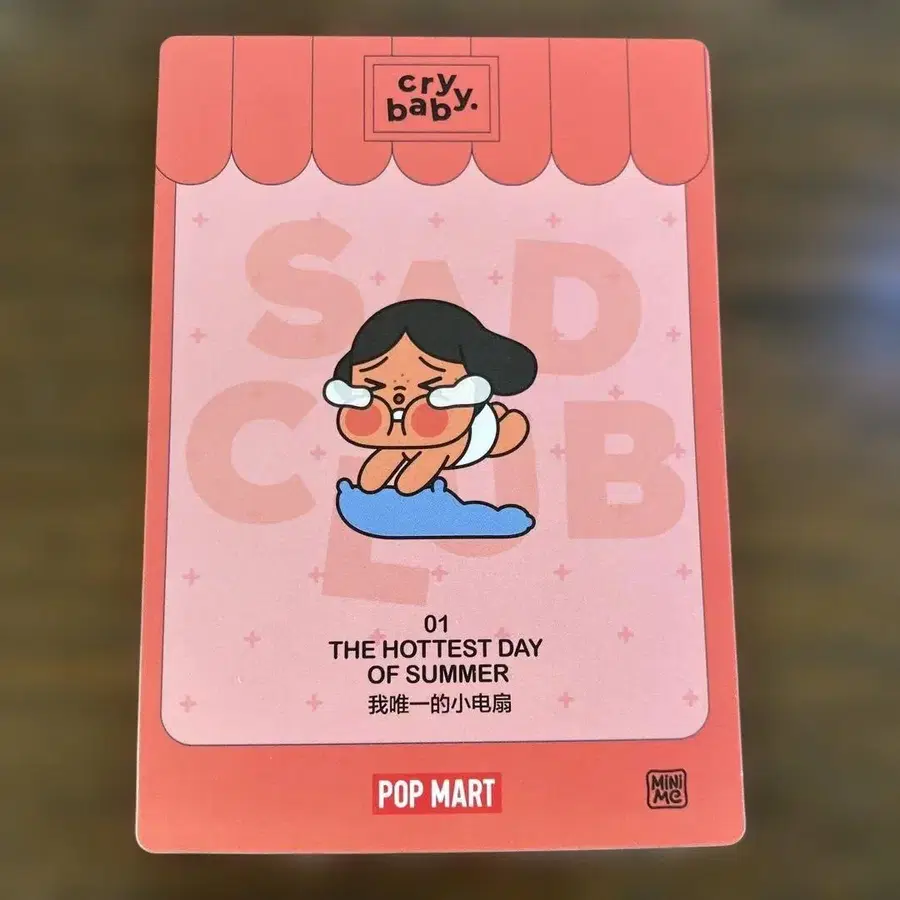 cry
baby.
SAD
CLUB
01
THE HOTTEST DAY
OF SUMMER
我唯一的小电扇
POP MART
MiNi
Me